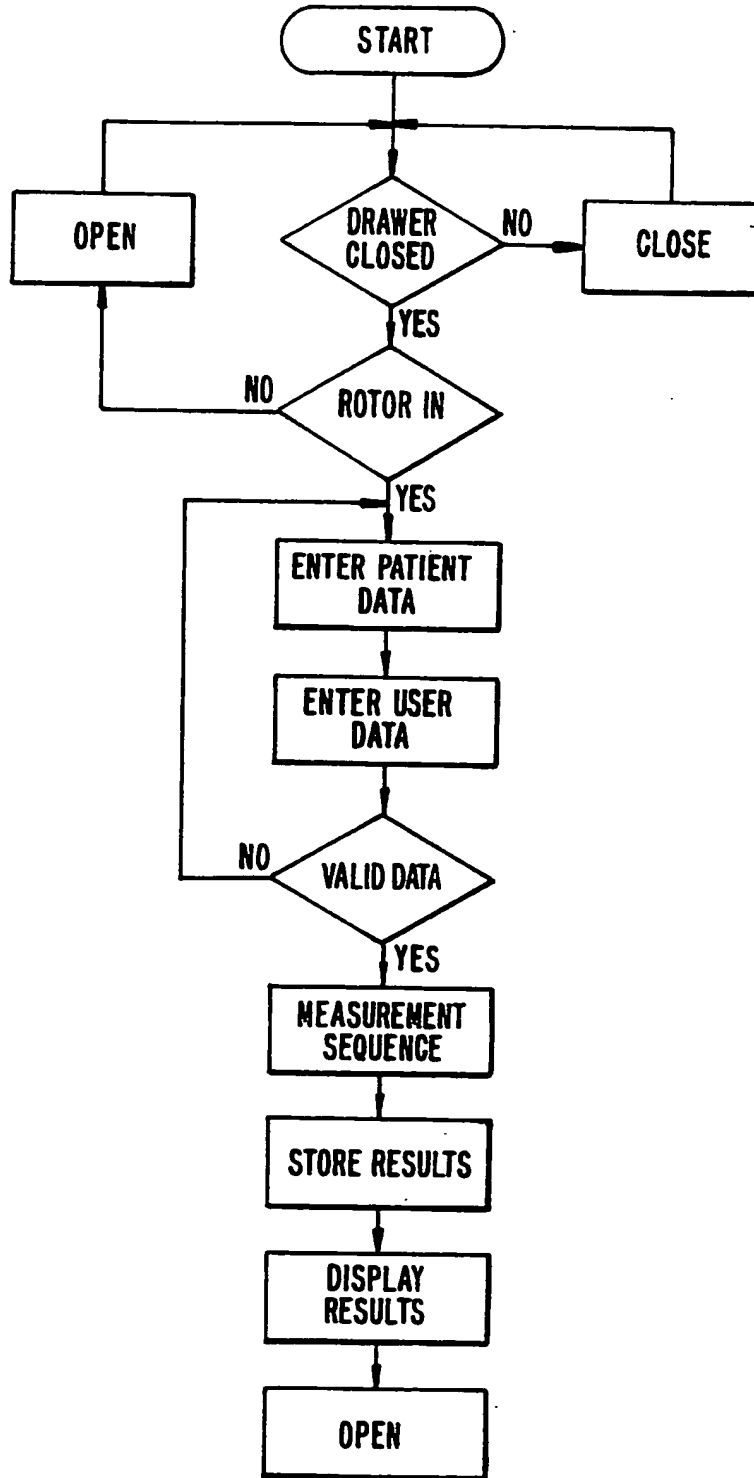 START
OPEN
DRAWER
CLOSED
NO
CLOSE
YES
NO
ROTOR IN
YES
ENTER PATIENT
DATA
ENTER USER
DATA
NO
VALID DATA
YES
MEASUREMENT
SEQUENCE
STORE RESULTS
DISPLAY
RESULTS
OPEN